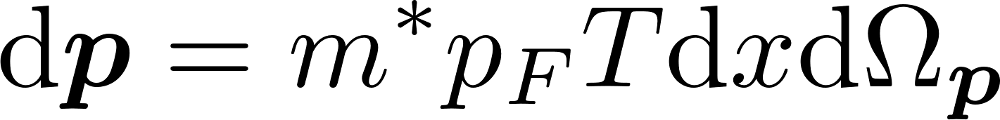 d𝒑 = m* p_F T dx dΩ_𝒑